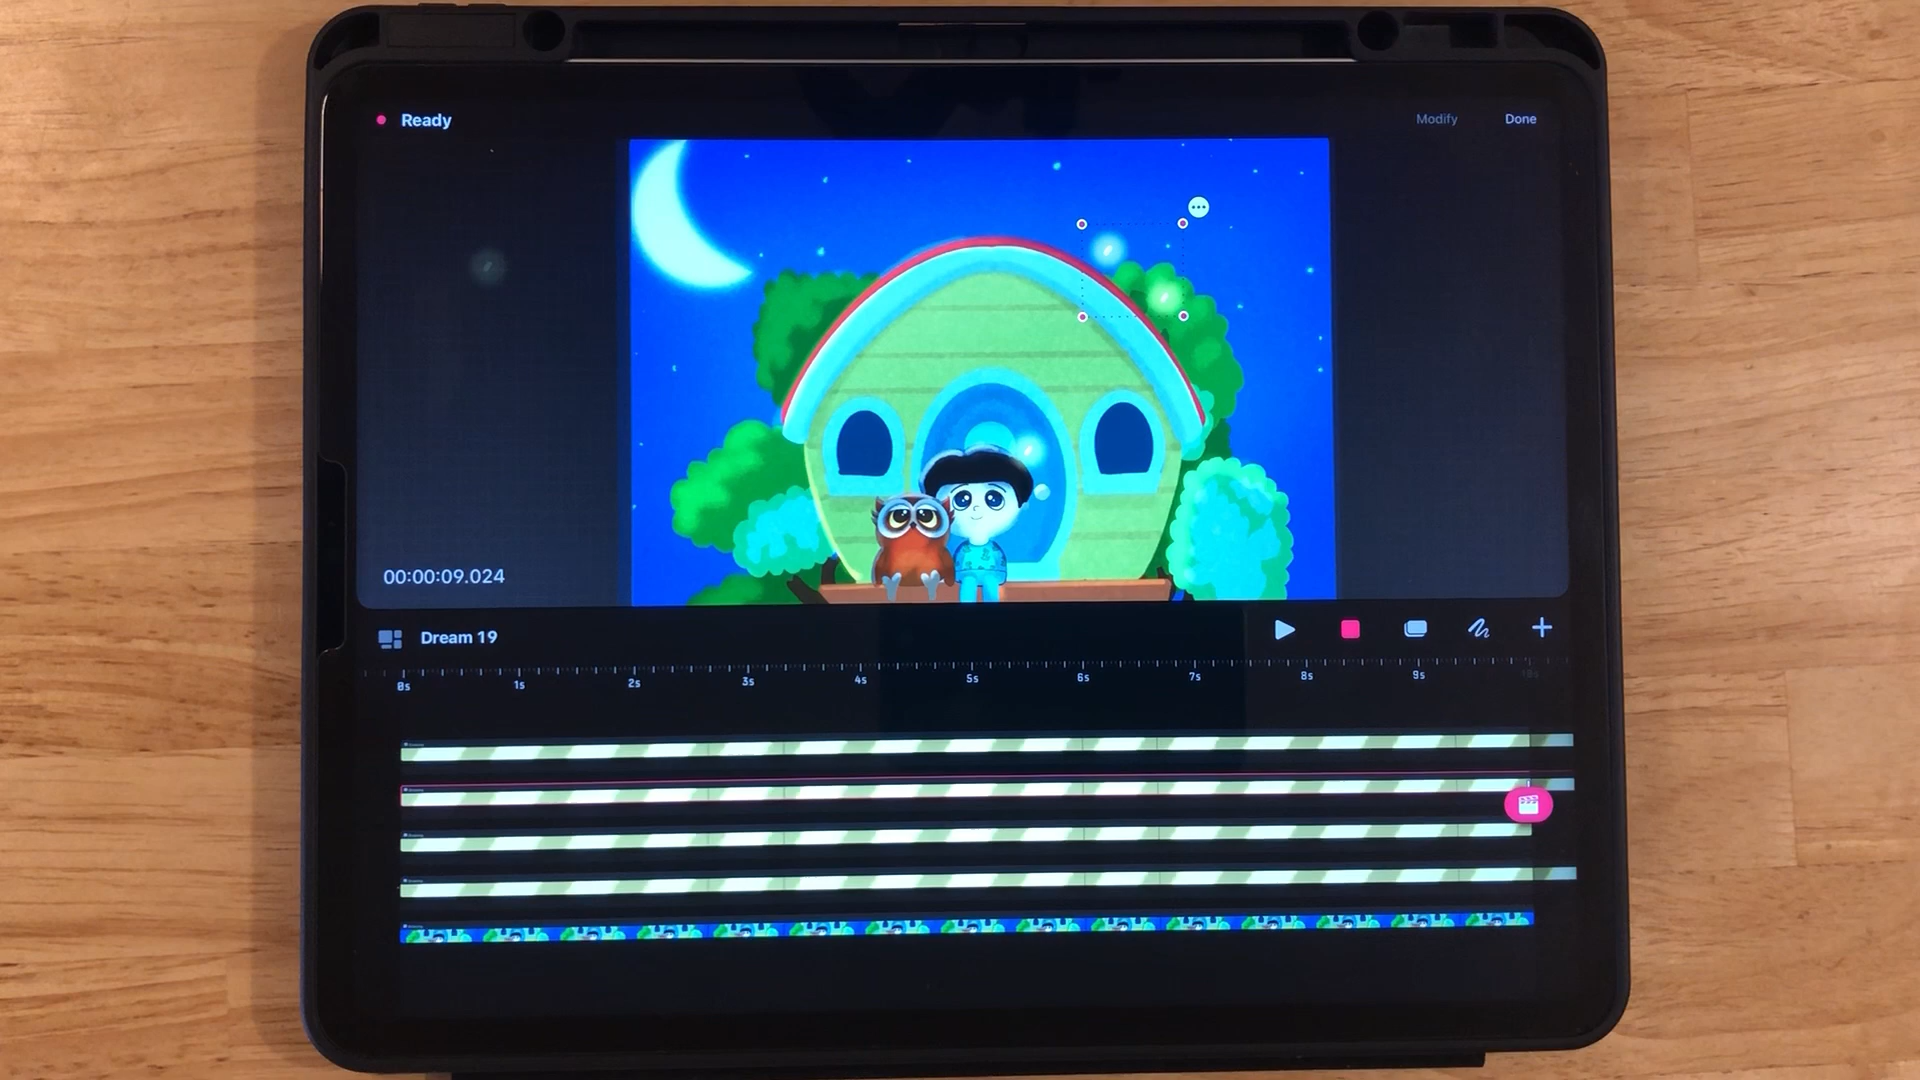 Ready
Modify
Done
00:00:09.024
Dream 19
0s 1s 2s 3s 4s 5s 6s 7s 8s 9s 10s